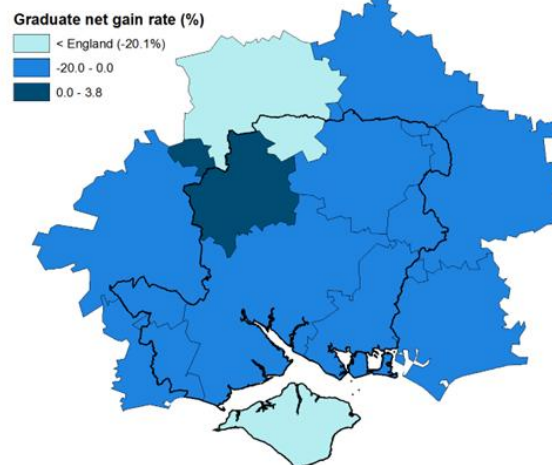 Graduate net gain rate (%)
< England (-20.1%)
-20.0 - 0.0
0.0 - 3.8